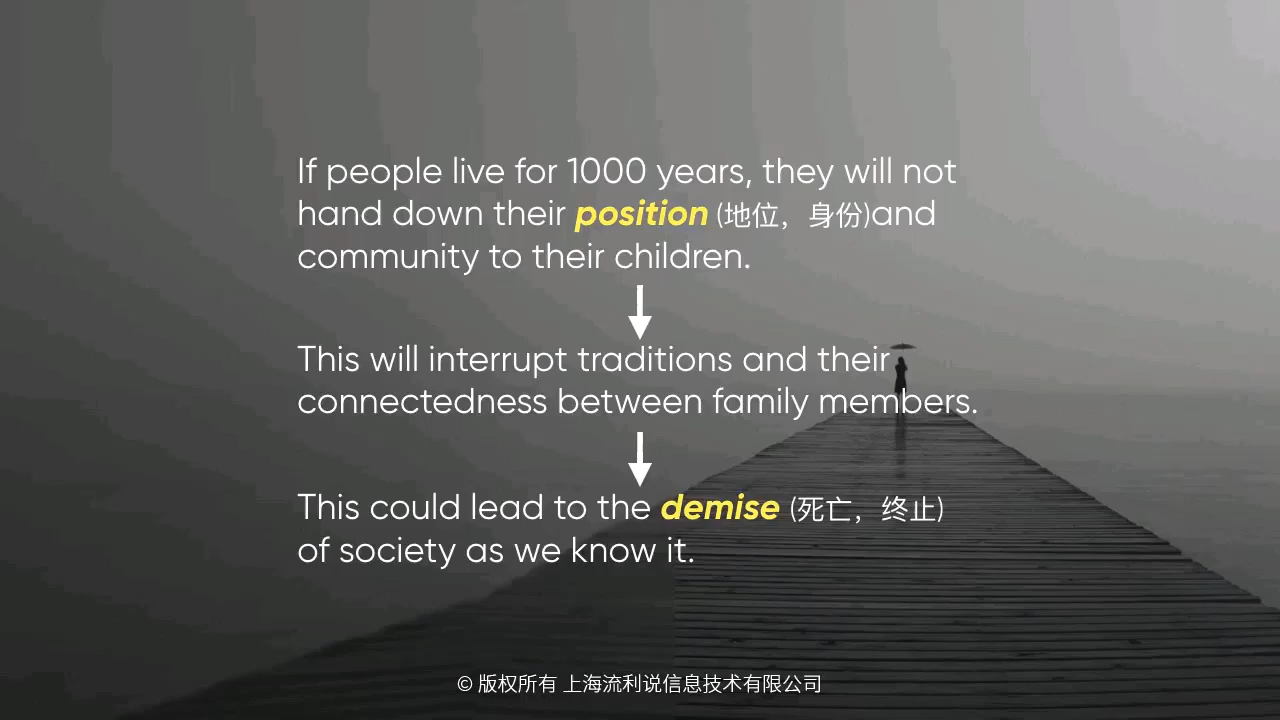 If people live for 1000 years, they will not
hand down their position (地位，身份)and
community to their children.
This will interrupt traditions and their
connectedness between family members.
This could lead to the demise (死亡，终止)
of society as we know it.
© 版权所有 上海流利说信息技术有限公司